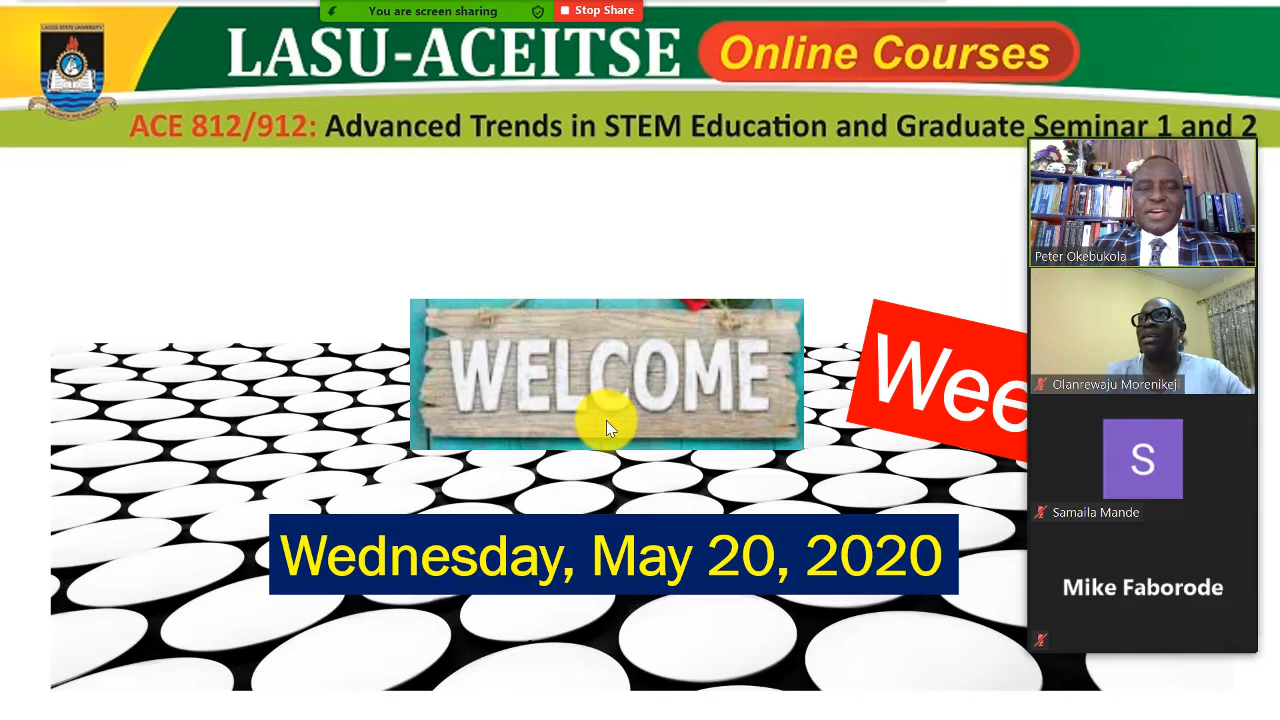 You are screen sharing
Stop Share
LASU-ACEITSE Online Courses
ACE 812/912: Advanced Trends in STEM Education and Graduate Seminar 1 and 2
Peter Okebukola
WELCOME
Olanrewaju Morenikeji
S
Samaila Mande
Wednesday, May 20, 2020
Mike Faborode